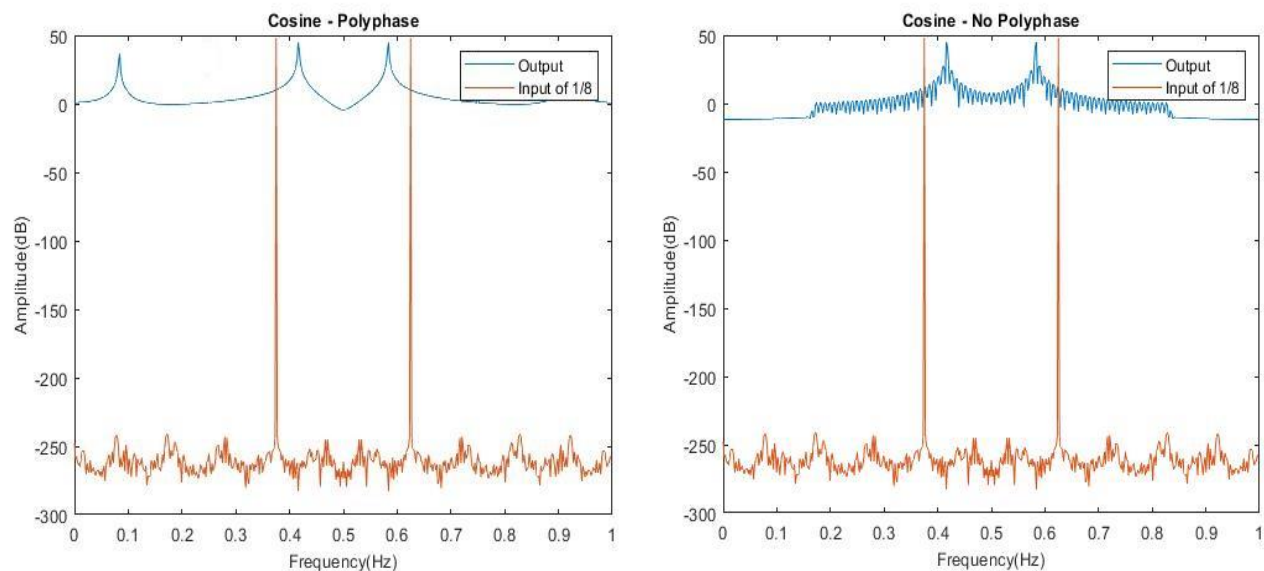 Cosine - Polyphase
50
0
-50
-100
-150
-200
-250
-300
Amplitude(dB)
Output
Input of 1/8
0 0.1 0.2 0.3 0.4 0.5 0.6 0.7 0.8 0.9 1
Frequency(Hz)
Cosine - No Polyphase
50
0
-50
-100
-150
-200
-250
-300
Amplitude(dB)
Output
Input of 1/8
0 0.1 0.2 0.3 0.4 0.5 0.6 0.7 0.8 0.9 1
Frequency(Hz)